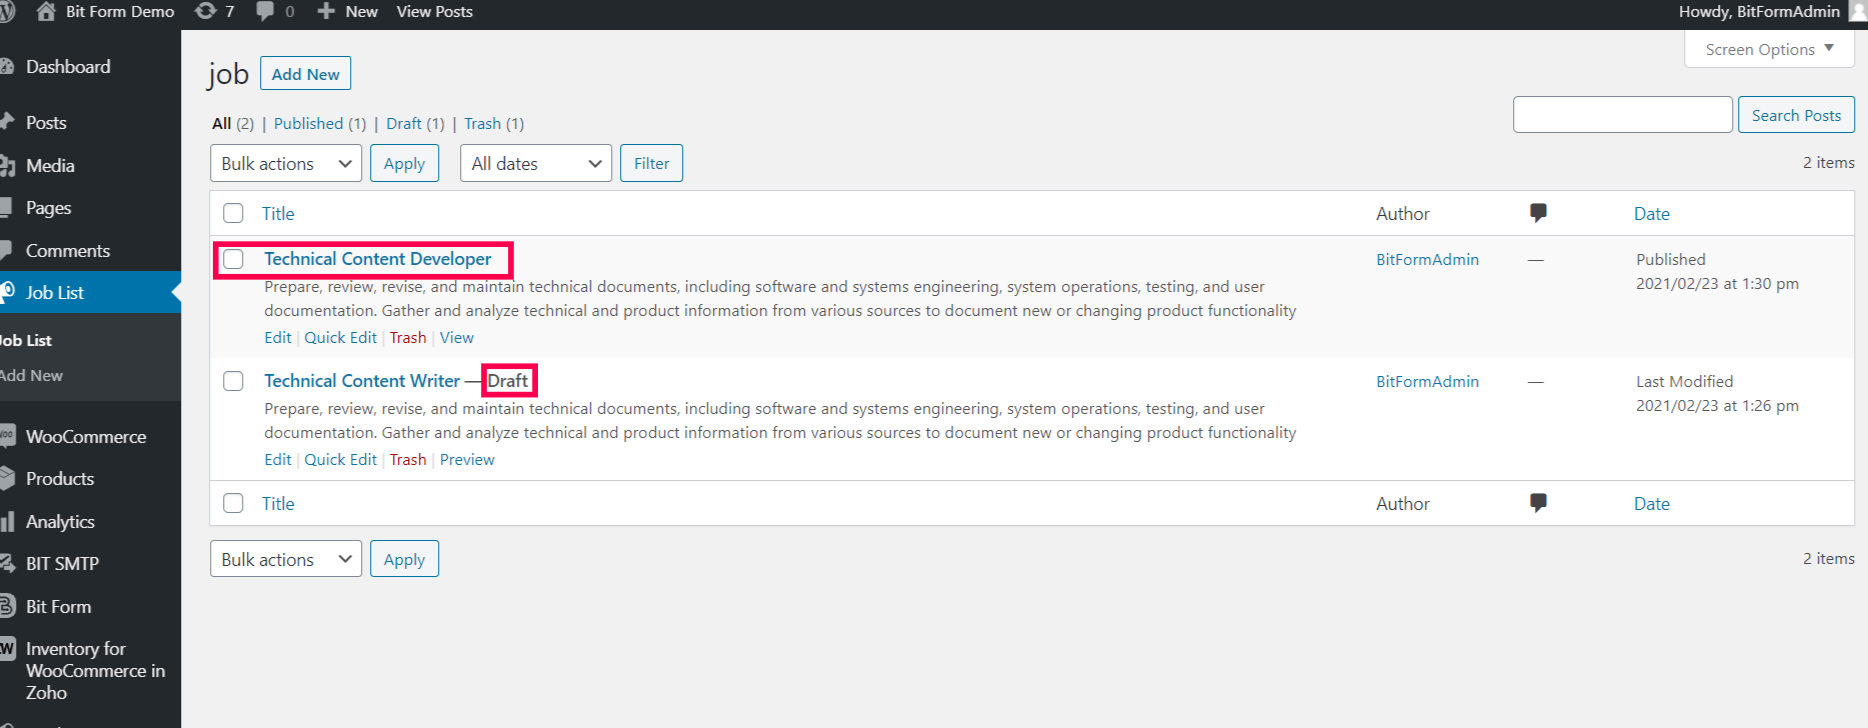 Bit Form Demo 7 0 New View Posts Howdy, BitFormAdmin
Screen Options
Dashboard
Posts
Media
Pages
Comments
Job List
Job List
Add New
WooCommerce
Products
Analytics
BIT SMTP
Bit Form
Inventory for
WooCommerce in
Zoho
job Add New
All (2) | Published (1) | Draft (1) | Trash (1)
Search Posts
Bulk actions Apply All dates Filter
2 items
Title Author Date
Technical Content Developer BitFormAdmin — Published
2021/02/23 at 1:30 pm
Prepare, review, revise, and maintain technical documents, including software and systems engineering, system operations, testing, and user
documentation. Gather and analyze technical and product information from various sources to document new or changing product functionality
Edit | Quick Edit | Trash | View
Technical Content Writer — Draft BitFormAdmin — Last Modified
2021/02/23 at 1:26 pm
Prepare, review, revise, and maintain technical documents, including software and systems engineering, system operations, testing, and user
documentation. Gather and analyze technical and product information from various sources to document new or changing product functionality
Edit | Quick Edit | Trash | Preview
Title Author Date
Bulk actions Apply
2 items